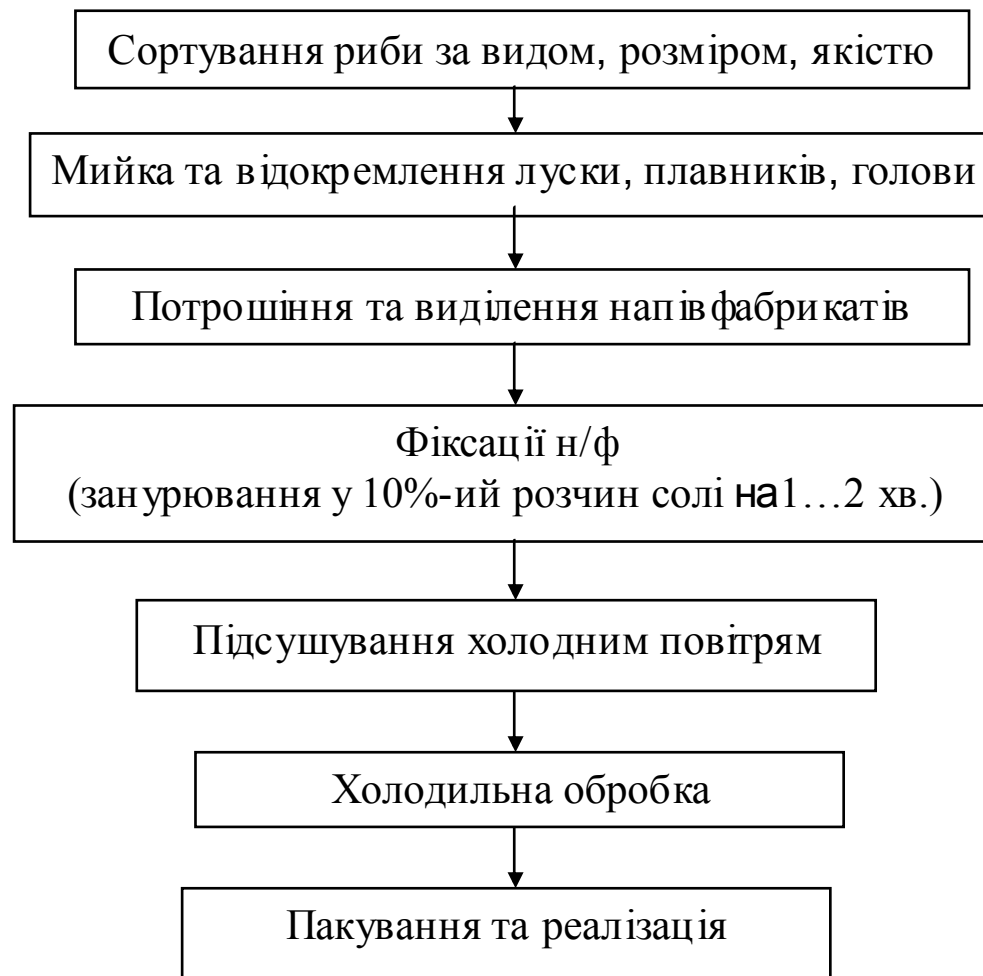 Сортування риби за видом, розміром, якістю
Мийка та відокремлення луски, плавників, голови
Потрошіння та виділення напівфабрикатів
Фіксації н/ф
(занурювання у 10%-ий розчин солі на1…2 хв.)
Підсушування холодним повітрям
Холодильна обробка
Пакування та реалізація